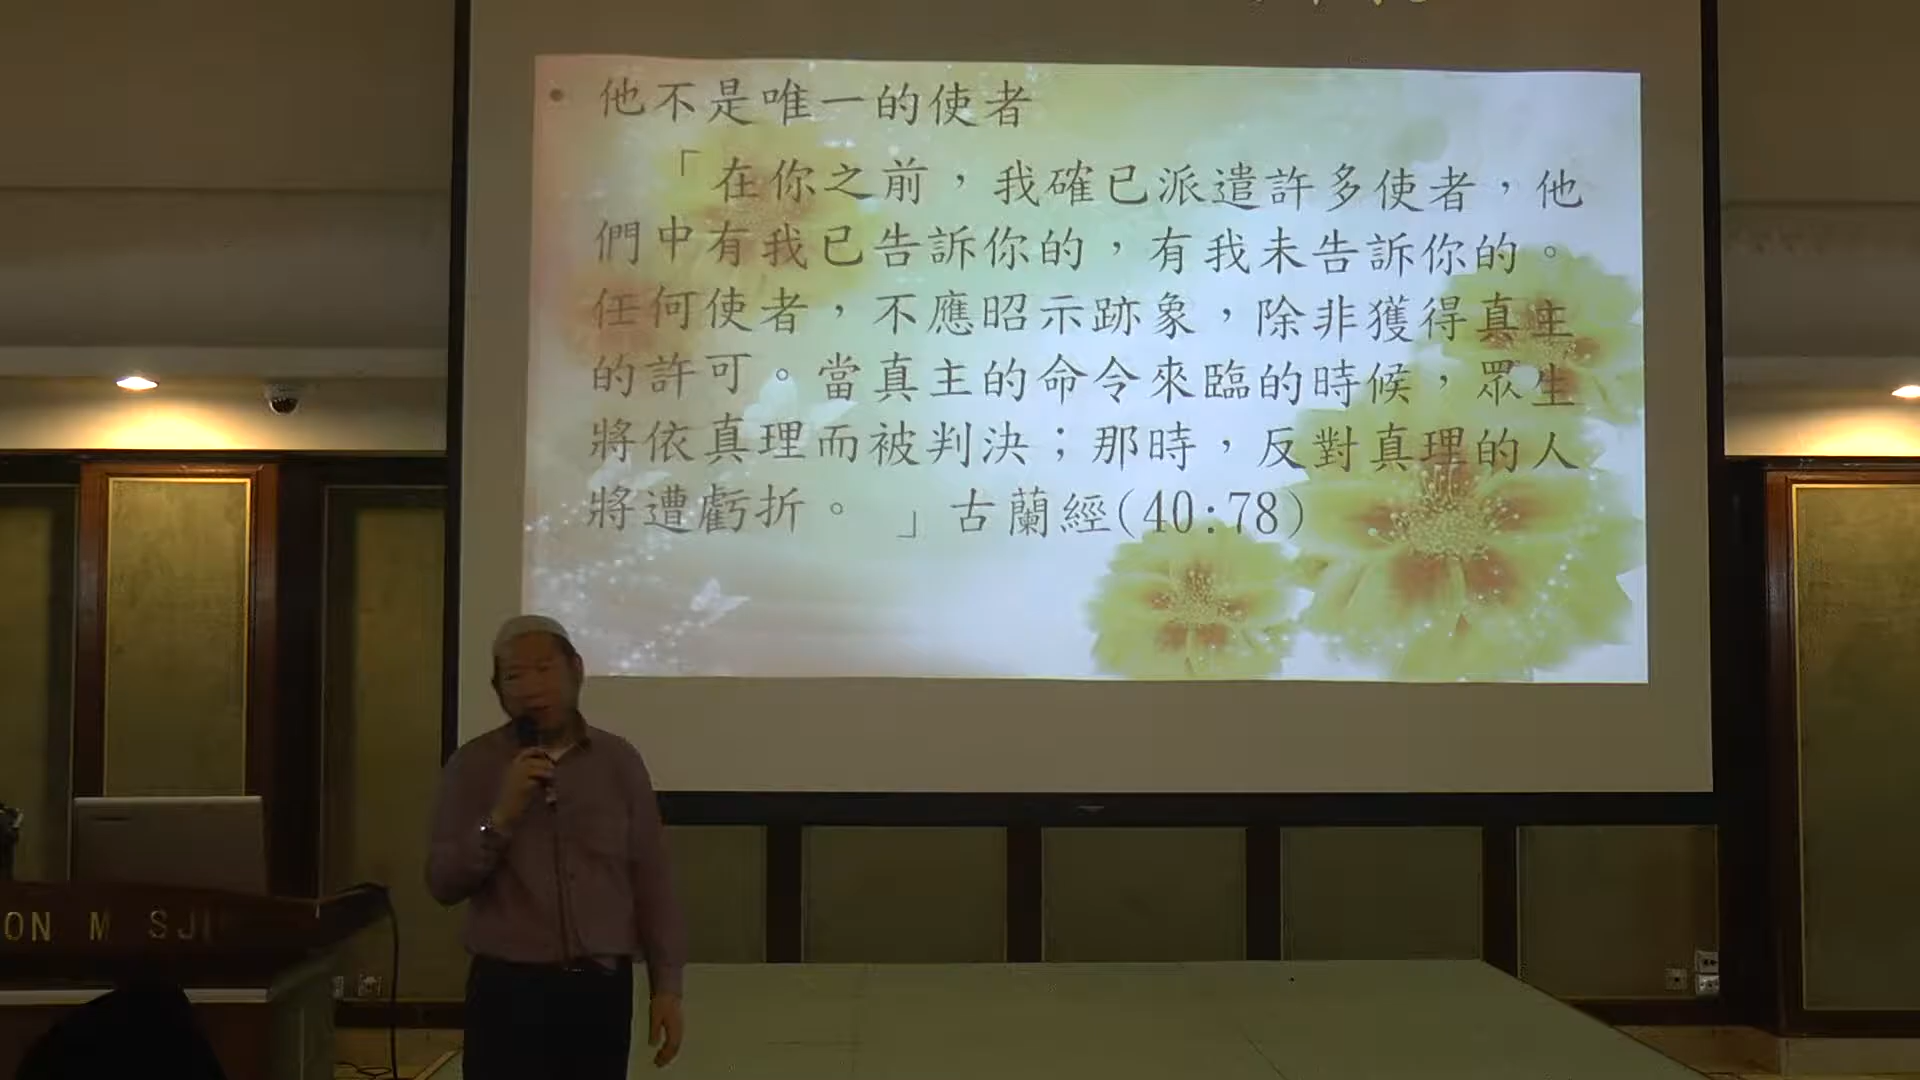 • 他不是唯一的使者
「在你之前，我確已派遣許多使者，他
們中有我已告訴你的，有我未告訴你的。
任何使者，不應昭示跡象，除非獲得真主
的許可。當真主的命令來臨的時候，眾生
將依真理而被判決；那時，反對真理的人
將遭虧折。」古蘭經(40:78)
ON M SJI